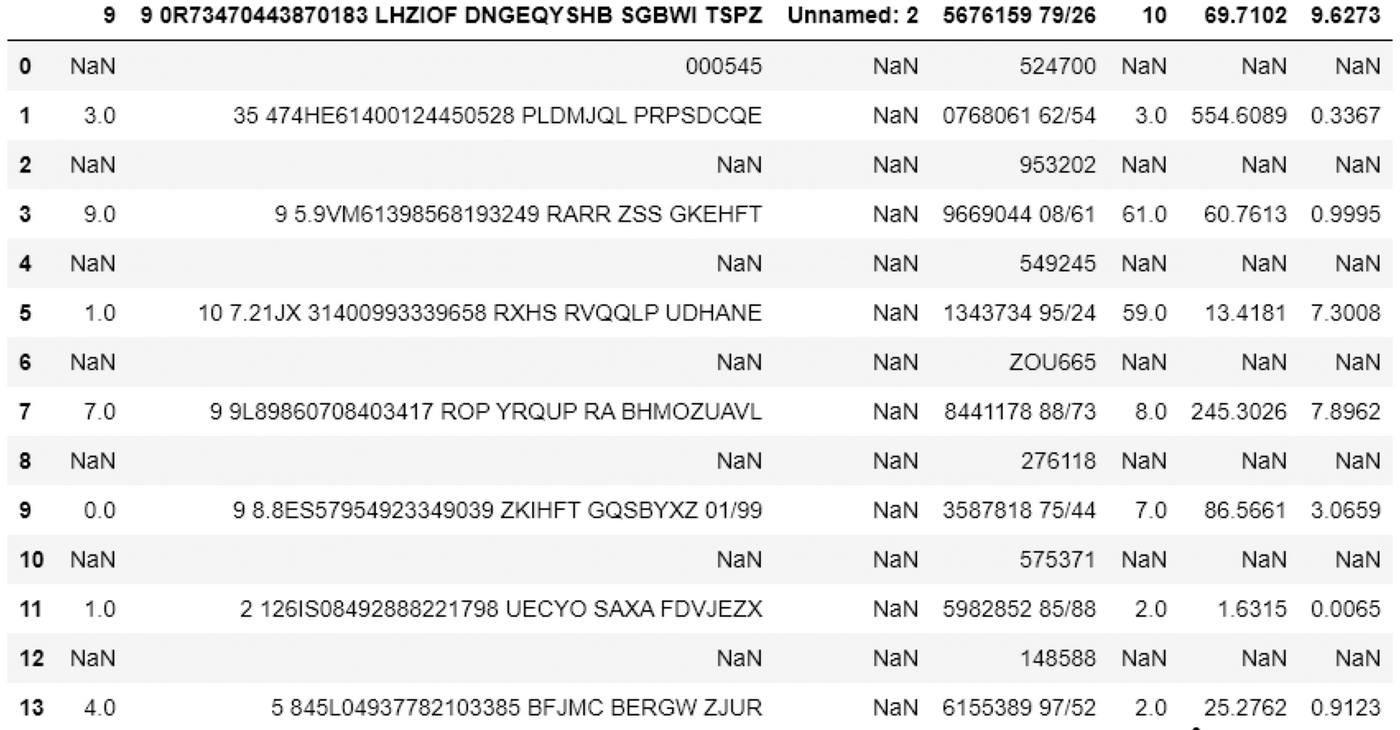 9 9 0R73470443870183 LHZIOF DNGEQYSHB SGBWI TSPZ Unnamed: 2 5676159 79/26 10 69.7102 9.6273
0 NaN 000545 NaN 524700 NaN NaN NaN
1 3.0 35 474HE61400124450528 PLDMJQL PRPSDCQE NaN 0768061 62/54 3.0 554.6089 0.3367
2 NaN NaN NaN 953202 NaN NaN NaN
3 9.0 9 5.9VM61398568193249 RARR ZSS GKEHFT NaN 9669044 08/61 61.0 60.7613 0.9995
4 NaN NaN NaN 549245 NaN NaN NaN
5 1.0 10 7.21JX 31400993339658 RXHS RVQQLP UDHANE NaN 1343734 95/24 59.0 13.4181 7.3008
6 NaN NaN NaN ZOU665 NaN NaN NaN
7 7.0 9 9L89860708403417 ROP YRQUP RA BHMOZUAVL NaN 8441178 88/73 8.0 245.3026 7.8962
8 NaN NaN NaN 276118 NaN NaN NaN
9 0.0 9 8.8ES57954923349039 ZKIHFT GQSBYXZ 01/99 NaN 3587818 75/44 7.0 86.5661 3.0659
10 NaN NaN NaN 575371 NaN NaN NaN
11 1.0 2 126IS08492888221798 UECYO SAXA FDVJEZX NaN 5982852 85/88 2.0 1.6315 0.0065
12 NaN NaN NaN 148588 NaN NaN NaN
13 4.0 5 845L04937782103385 BFJMC BERGW ZJUR NaN 6155389 97/52 2.0 25.2762 0.9123